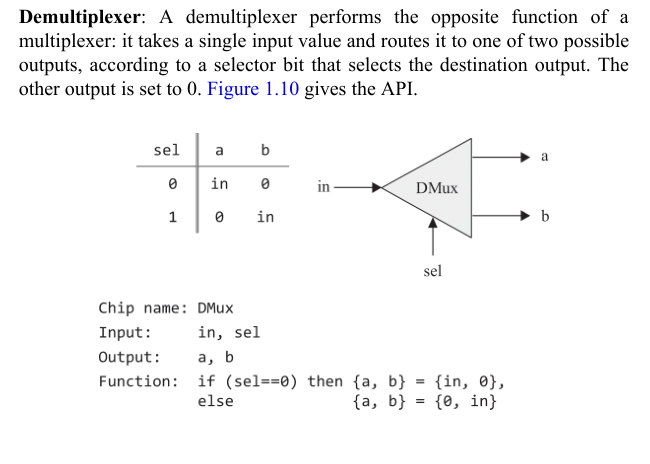 Demultiplexer: A demultiplexer performs the opposite function of a
multiplexer: it takes a single input value and routes it to one of two possible
outputs, according to a selector bit that selects the destination output. The
other output is set to 0. Figure 1.10 gives the API.
sel a b
0 in 0
1 0 in
in
DMux
a
b
sel
Chip name: DMux
Input: in, sel
Output: a, b
Function: if (sel==0) then {a, b} = {in, 0},
else {a, b} = {0, in}